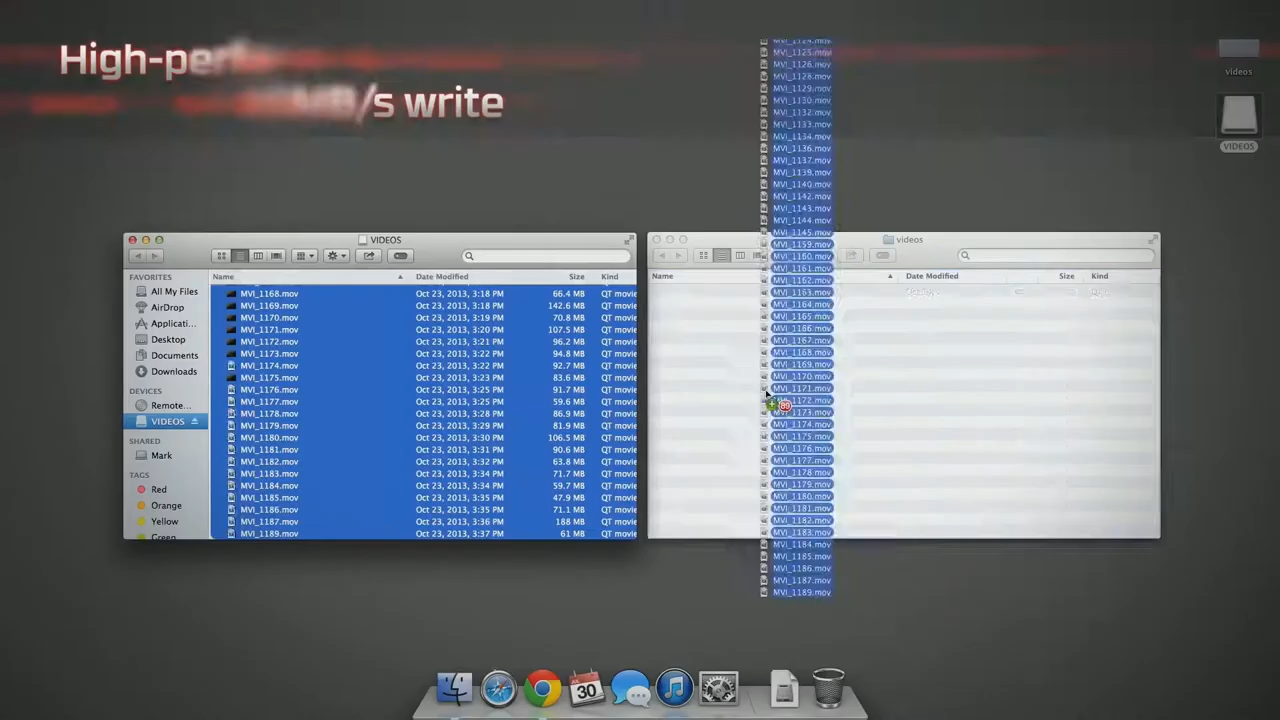 High-
/s write
videos
VIDEOS
MVI_1125.mov
MVI_1126.mov
MVI_1128.mov
MVI_1129.mov
MVI_1130.mov
MVI_1132.mov
MVI_1133.mov
MVI_1134.mov
MVI_1136.mov
MVI_1137.mov
MVI_1139.mov
MVI_1140.mov
MVI_1142.mov
MVI_1143.mov
MVI_1144.mov
MVI_1145.mov
MVI_1159.mov
MVI_1160.mov
MVI_1161.mov
MVI_1162.mov
MVI_1163.mov
MVI_1164.mov
MVI_1165.mov
MVI_1166.mov
MVI_1167.mov
MVI_1168.mov
MVI_1169.mov
MVI_1170.mov
MVI_1171.mov
MVI_1172.mov
MVI_1173.mov
MVI_1174.mov
MVI_1175.mov
MVI_1176.mov
MVI_1177.mov
MVI_1178.mov
MVI_1179.mov
MVI_1180.mov
MVI_1181.mov
MVI_1182.mov
MVI_1183.mov
MVI_1184.mov
MVI_1185.mov
MVI_1186.mov
MVI_1187.mov
MVI_1189.mov
89
VIDEOS
FAVORITES
All My Files
AirDrop
Applicati...
Desktop
Documents
Downloads
DEVICES
Remote...
VIDEOS
SHARED
Mark
TAGS
Red
Orange
Yellow
Green
Name Date Modified Size Kind
MVI_1168.mov Oct 23, 2013, 3:18 PM 66.4 MB QT movie
MVI_1169.mov Oct 23, 2013, 3:18 PM 142.6 MB QT movie
MVI_1170.mov Oct 23, 2013, 3:19 PM 70.8 MB QT movie
MVI_1171.mov Oct 23, 2013, 3:20 PM 107.5 MB QT movie
MVI_1172.mov Oct 23, 2013, 3:21 PM 96.2 MB QT movie
MVI_1173.mov Oct 23, 2013, 3:22 PM 94.8 MB QT movie
MVI_1174.mov Oct 23, 2013, 3:22 PM 92.7 MB QT movie
MVI_1175.mov Oct 23, 2013, 3:23 PM 83.6 MB QT movie
MVI_1176.mov Oct 23, 2013, 3:25 PM 91.7 MB QT movie
MVI_1177.mov Oct 23, 2013, 3:25 PM 59.6 MB QT movie
MVI_1178.mov Oct 23, 2013, 3:28 PM 86.9 MB QT movie
MVI_1179.mov Oct 23, 2013, 3:29 PM 81.9 MB QT movie
MVI_1180.mov Oct 23, 2013, 3:30 PM 106.5 MB QT movie
MVI_1181.mov Oct 23, 2013, 3:31 PM 90.6 MB QT movie
MVI_1182.mov Oct 23, 2013, 3:32 PM 63.8 MB QT movie
MVI_1183.mov Oct 23, 2013, 3:34 PM 71.7 MB QT movie
MVI_1184.mov Oct 23, 2013, 3:34 PM 59.7 MB QT movie
MVI_1185.mov Oct 23, 2013, 3:35 PM 47.9 MB QT movie
MVI_1186.mov Oct 23, 2013, 3:35 PM 71.1 MB QT movie
MVI_1187.mov Oct 23, 2013, 3:36 PM 188 MB QT movie
MVI_1189.mov Oct 23, 2013, 3:37 PM 61 MB QT movie
videos
Name Date Modified Size Kind
JUL
30